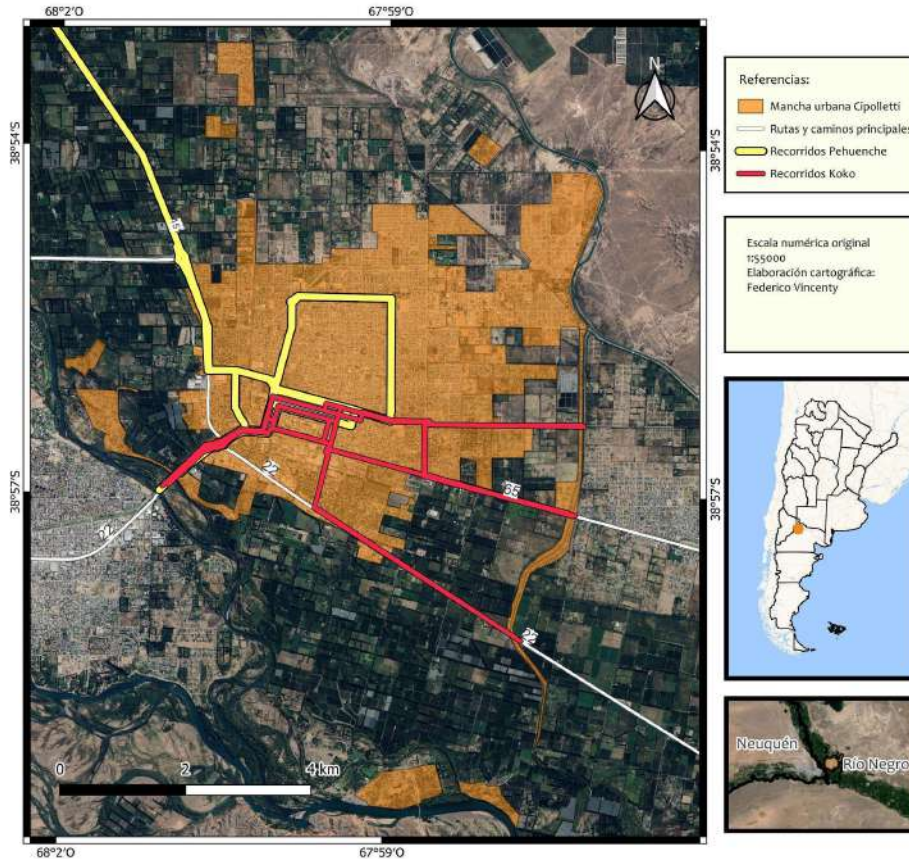 68°2'O
67°59'O
38°54'S
38°54'S
38°57'S
38°57'S
N
22
65
22
0
2
4 km
68°2'O
67°59'O
Referencias:
Mancha urbana Cipolletti
Rutas y caminos principales
Recorridos Pehuenche
Recorridos Koko
Escala numérica original
1:55000
Elaboración cartográfica:
Federico Vincenty
Neuquén
Río Negro